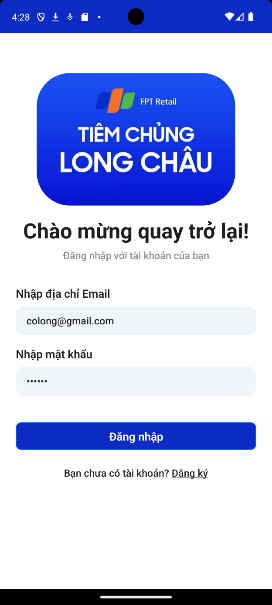 4:28
FPT Retail
TIÊM CHỦNG
LONG CHÂU
Chào mừng quay trở lại!
Đăng nhập với tài khoản của bạn
Nhập địa chỉ Email
colong@gmail.com
Nhập mật khẩu
••••••
Đăng nhập
Bạn chưa có tài khoản? Đăng ký